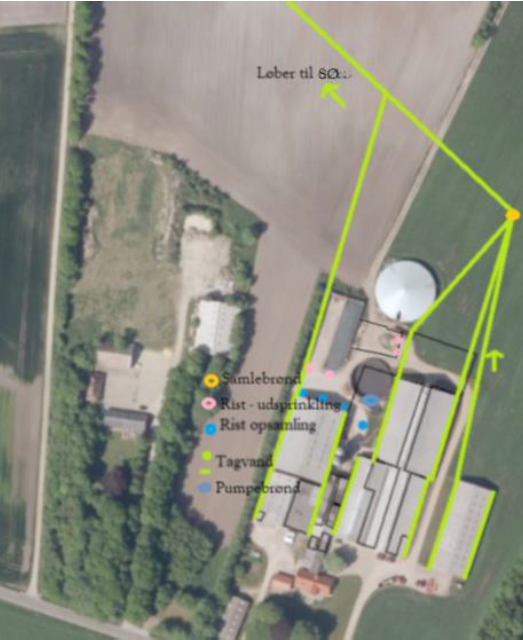 Løber til SØ...
Samlebrønd
Rist - udsprinkling
Rist opsamling
Tagvand
Pumpebrønd